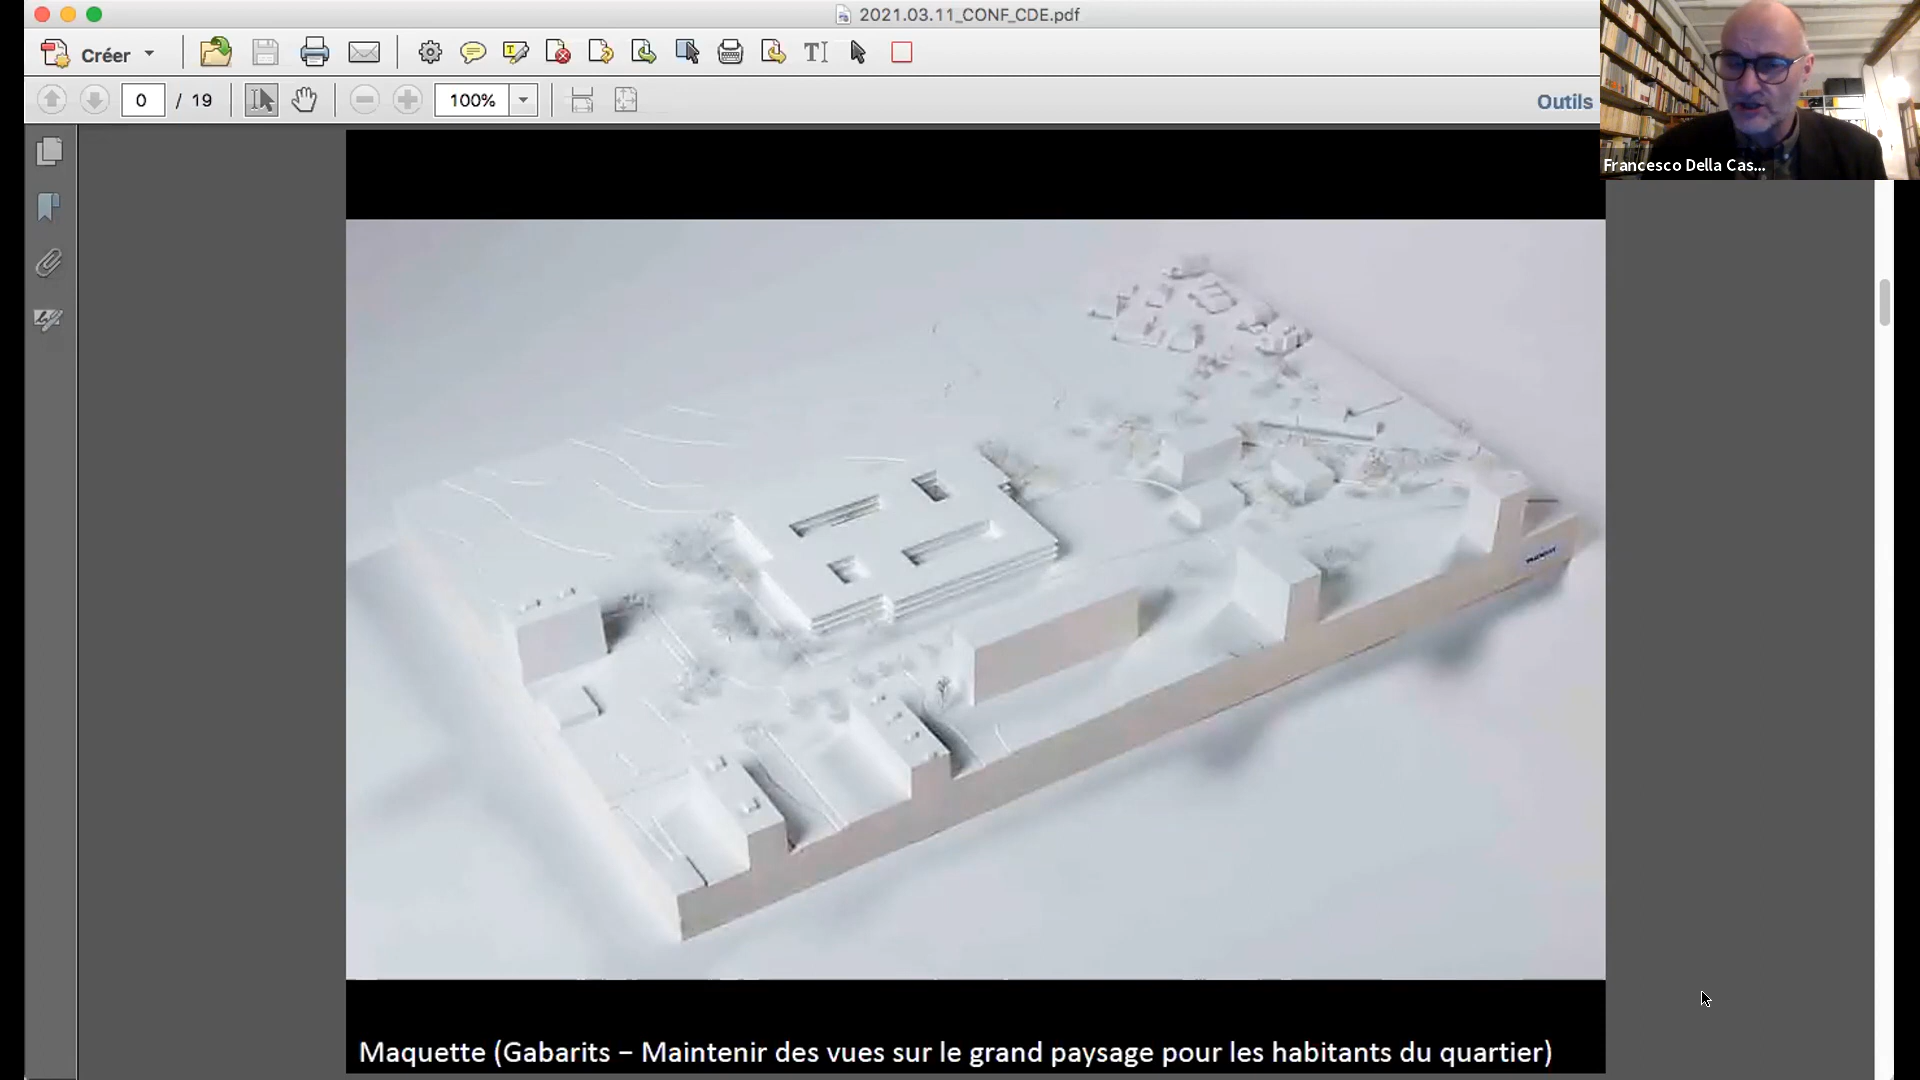 2021.03.11_CONF_CDE.pdf
Créer
0 / 19
100%
Outils
Francesco Della Cas...
Maquette (Gabarits – Maintenir des vues sur le grand paysage pour les habitants du quartier)